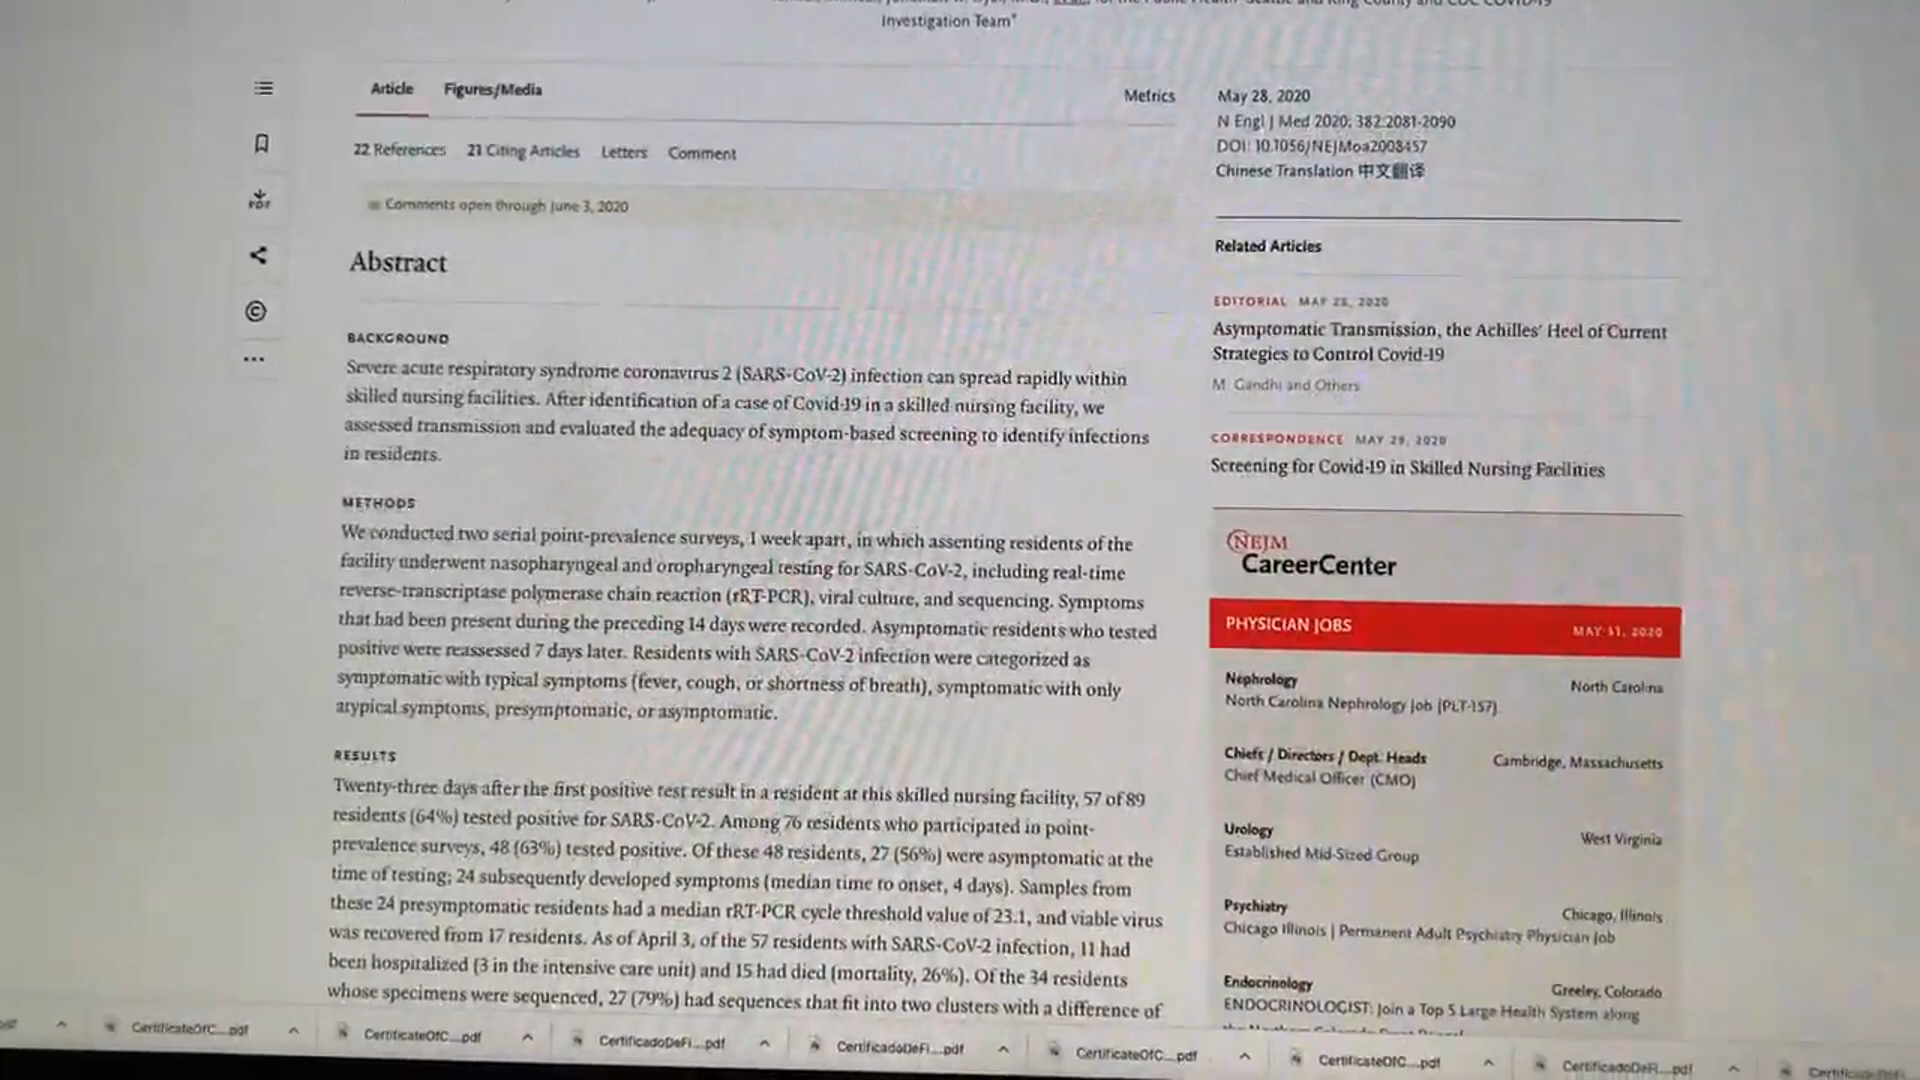 Investigation Team*
Article Figures/Media
Metrics
22 References 21 Citing Articles Letters Comment
Comments open through June 3, 2020
Abstract
BACKGROUND
Severe acute respiratory syndrome coronavirus 2 (SARS-CoV-2) infection can spread rapidly within
skilled nursing facilities. After identification of a case of Covid-19 in a skilled nursing facility, we
assessed transmission and evaluated the adequacy of symptom-based screening to identify infections
in residents.
METHODS
We conducted two serial point-prevalence surveys, 1 week apart, in which assenting residents of the
facility underwent nasopharyngeal and oropharyngeal testing for SARS-CoV-2, including real-time
reverse-transcriptase polymerase chain reaction (rRT-PCR), viral culture, and sequencing. Symptoms
that had been present during the preceding 14 days were recorded. Asymptomatic residents who tested
positive were reassessed 7 days later. Residents with SARS-CoV-2 infection were categorized as
symptomatic with typical symptoms (fever, cough, or shortness of breath), symptomatic with only
atypical symptoms, presymptomatic, or asymptomatic.
RESULTS
Twenty-three days after the first positive test result in a resident at this skilled nursing facility, 57 of 89
residents (64%) tested positive for SARS-CoV-2. Among 76 residents who participated in point-
prevalence surveys, 48 (63%) tested positive. Of these 48 residents, 27 (56%) were asymptomatic at the
time of testing; 24 subsequently developed symptoms (median time to onset, 4 days). Samples from
these 24 presymptomatic residents had a median rRT-PCR cycle threshold value of 23.1, and viable virus
was recovered from 17 residents. As of April 3, of the 57 residents with SARS-CoV-2 infection, 11 had
been hospitalized (3 in the intensive care unit) and 15 had died (mortality, 26%). Of the 34 residents
whose specimens were sequenced, 27 (79%) had sequences that fit into two clusters with a difference of
May 28, 2020
N Engl J Med 2020; 382:2081-2090
DOI: 10.1056/NEJMoa2008457
Chinese Translation 中文翻译
Related Articles
EDITORIAL MAY 28, 2020
Asymptomatic Transmission, the Achilles' Heel of Current
Strategies to Control Covid-19
M. Gandhi and Others
CORRESPONDENCE MAY 29, 2020
Screening for Covid-19 in Skilled Nursing Facilities
NEJM
CareerCenter
PHYSICIAN JOBS MAY 31, 2020
Nephrology North Carolina
North Carolina Nephrology Job (PLT-157)
Chiefs / Directors / Dept. Heads Cambridge, Massachusetts
Chief Medical Officer (CMO)
Urology West Virginia
Established Mid-Sized Group
Psychiatry Chicago, Illinois
Chicago Illinois | Permanent Adult Psychiatry Physician Job
Endocrinology Greeley, Colorado
ENDOCRINOLOGIST: Join a Top 5 Large Health System along
CertificateOfC....pdf CertificateOfC....pdf CertificadoDeFi....pdf CertificadoDeFi....pdf CertificateOfC....pdf CertificateOfC....pdf CertificadoDeFi....pdf